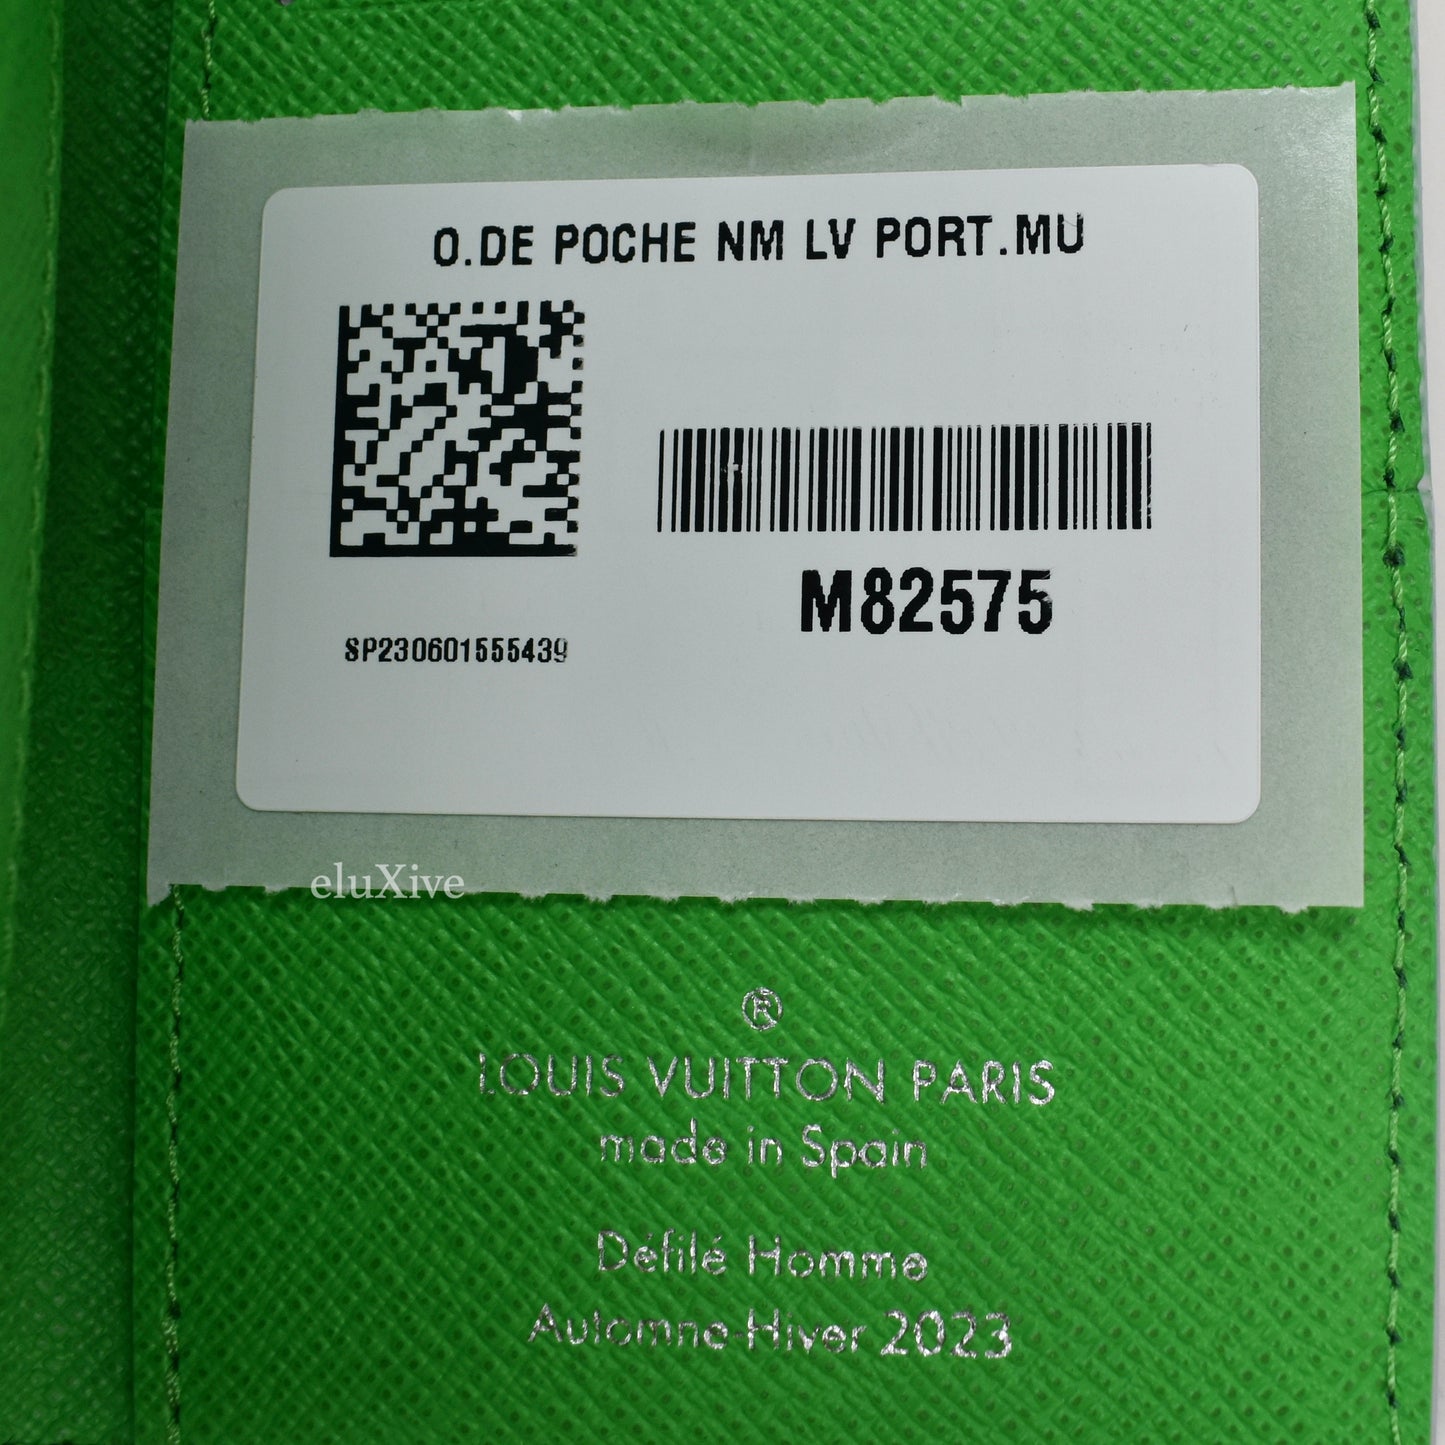 O.DE POCHE NM LV PORT.MU
M82575
SP230601555439
eluXive
®
LOUIS VUITTON PARIS
made in Spain
Défilé Homme
Automne-Hiver 2023